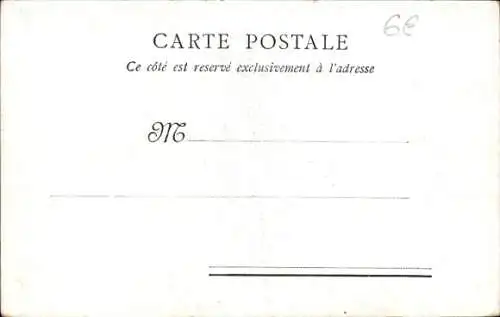 6€
CARTE POSTALE
Ce côté est reservé exclusivement à l'adresse
M